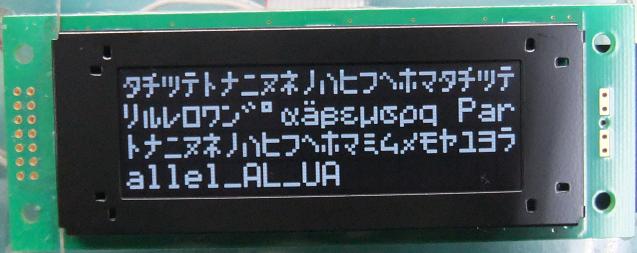 タチツテトナニヌネノハヒフヘホマタチツテ
リルレロワン゛゜ αäβεμσρq Par
トナニヌネノハヒフヘホマミムメモヤユヨラ
allel_AL_UA